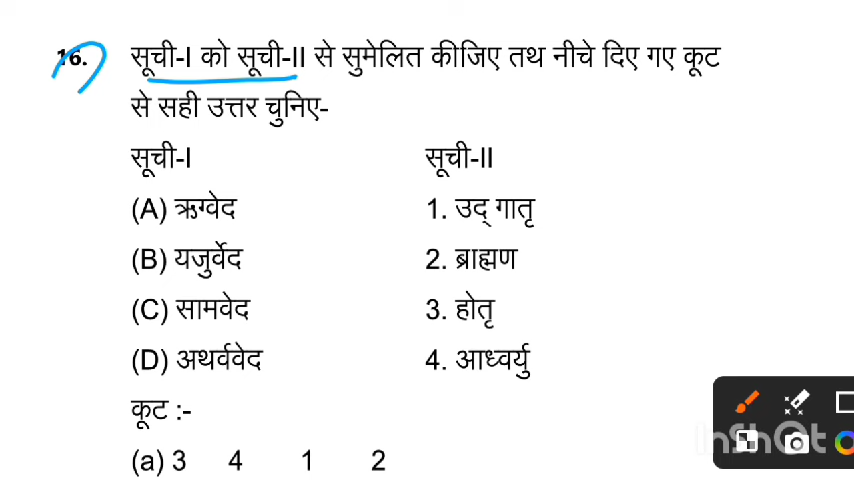 16. सूची-I को सूची-II से सुमेलित कीजिए तथ नीचे दिए गए कूट
से सही उत्तर चुनिए-
सूची-I सूची-II
(A) ऋग्वेद 1. उद् गातृ
(B) यजुर्वेद 2. ब्राह्मण
(C) सामवेद 3. होतृ
(D) अथर्ववेद 4. आध्वर्यु
कूट :-
InShOt
(a) 3 4 1 2